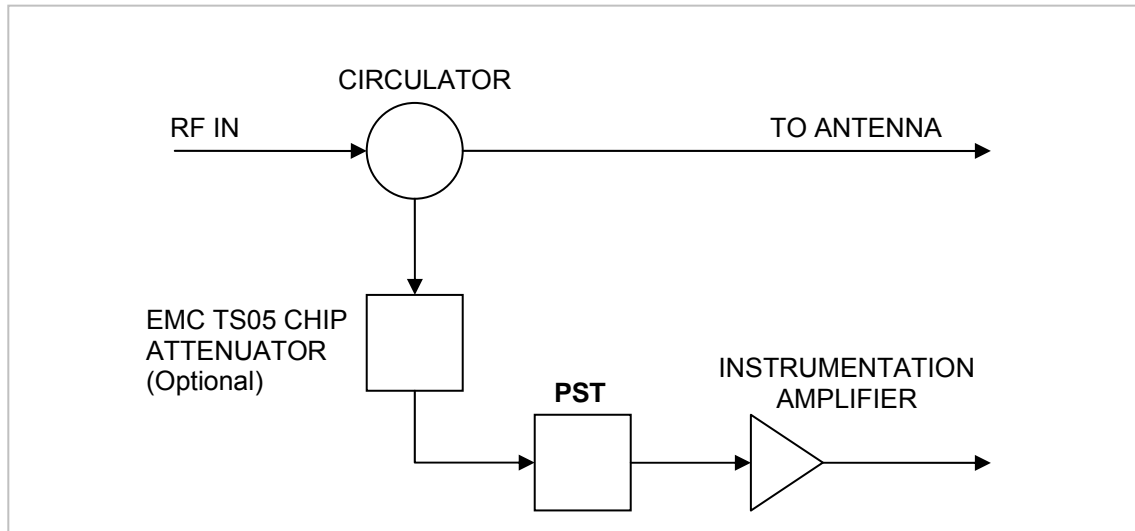 CIRCULATOR
RF IN
TO ANTENNA
EMC TS05 CHIP
ATTENUATOR
(Optional)
PST
INSTRUMENTATION
AMPLIFIER